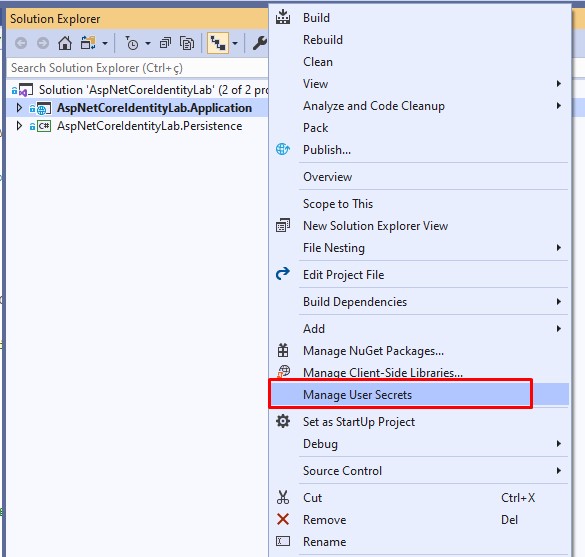 Solution Explorer
Search Solution Explorer (Ctrl+ç)
Solution 'AspNetCoreIdentityLab' (2 of 2 pro
AspNetCoreIdentityLab.Application
AspNetCoreIdentityLab.Persistence
Build
Rebuild
Clean
View
Analyze and Code Cleanup
Pack
Publish...
Overview
Scope to This
New Solution Explorer View
File Nesting
Edit Project File
Build Dependencies
Add
Manage NuGet Packages...
Manage Client-Side Libraries...
Manage User Secrets
Set as StartUp Project
Debug
Source Control
Cut Ctrl+X
Remove Del
Rename